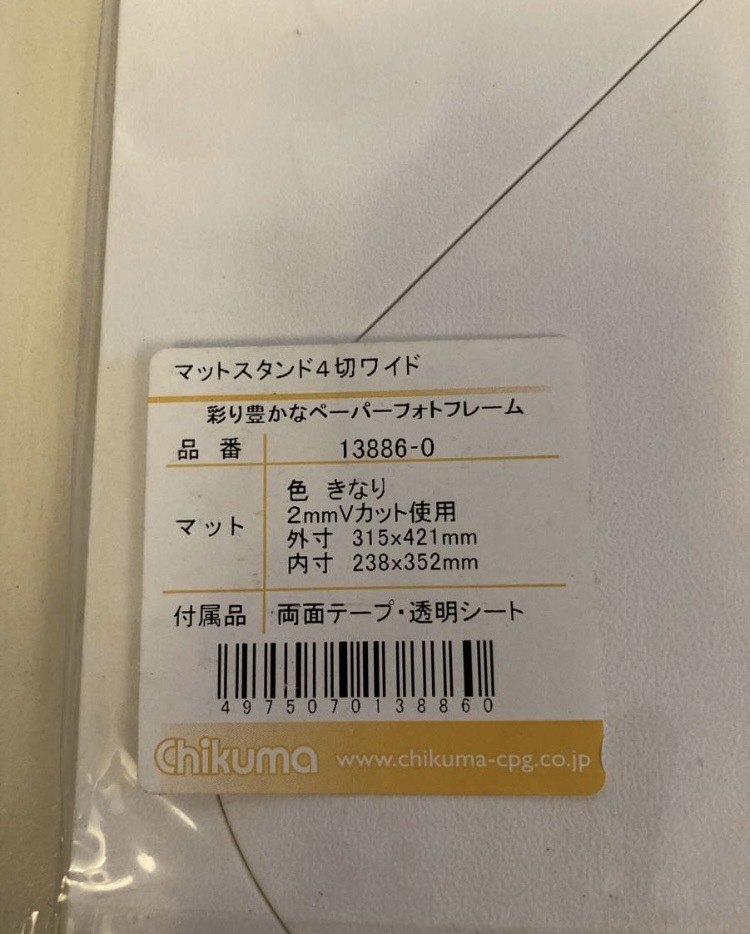 マットスタンド4切ワイド
彩り豊かなペーパーフォトフレーム
品 番 13886-0
マット
色 きなり
2mmVカット使用
外寸 315x421mm
内寸 238x352mm
付属品 両面テープ・透明シート
4975070138860
Chikuma www.chikuma-cpg.co.jp